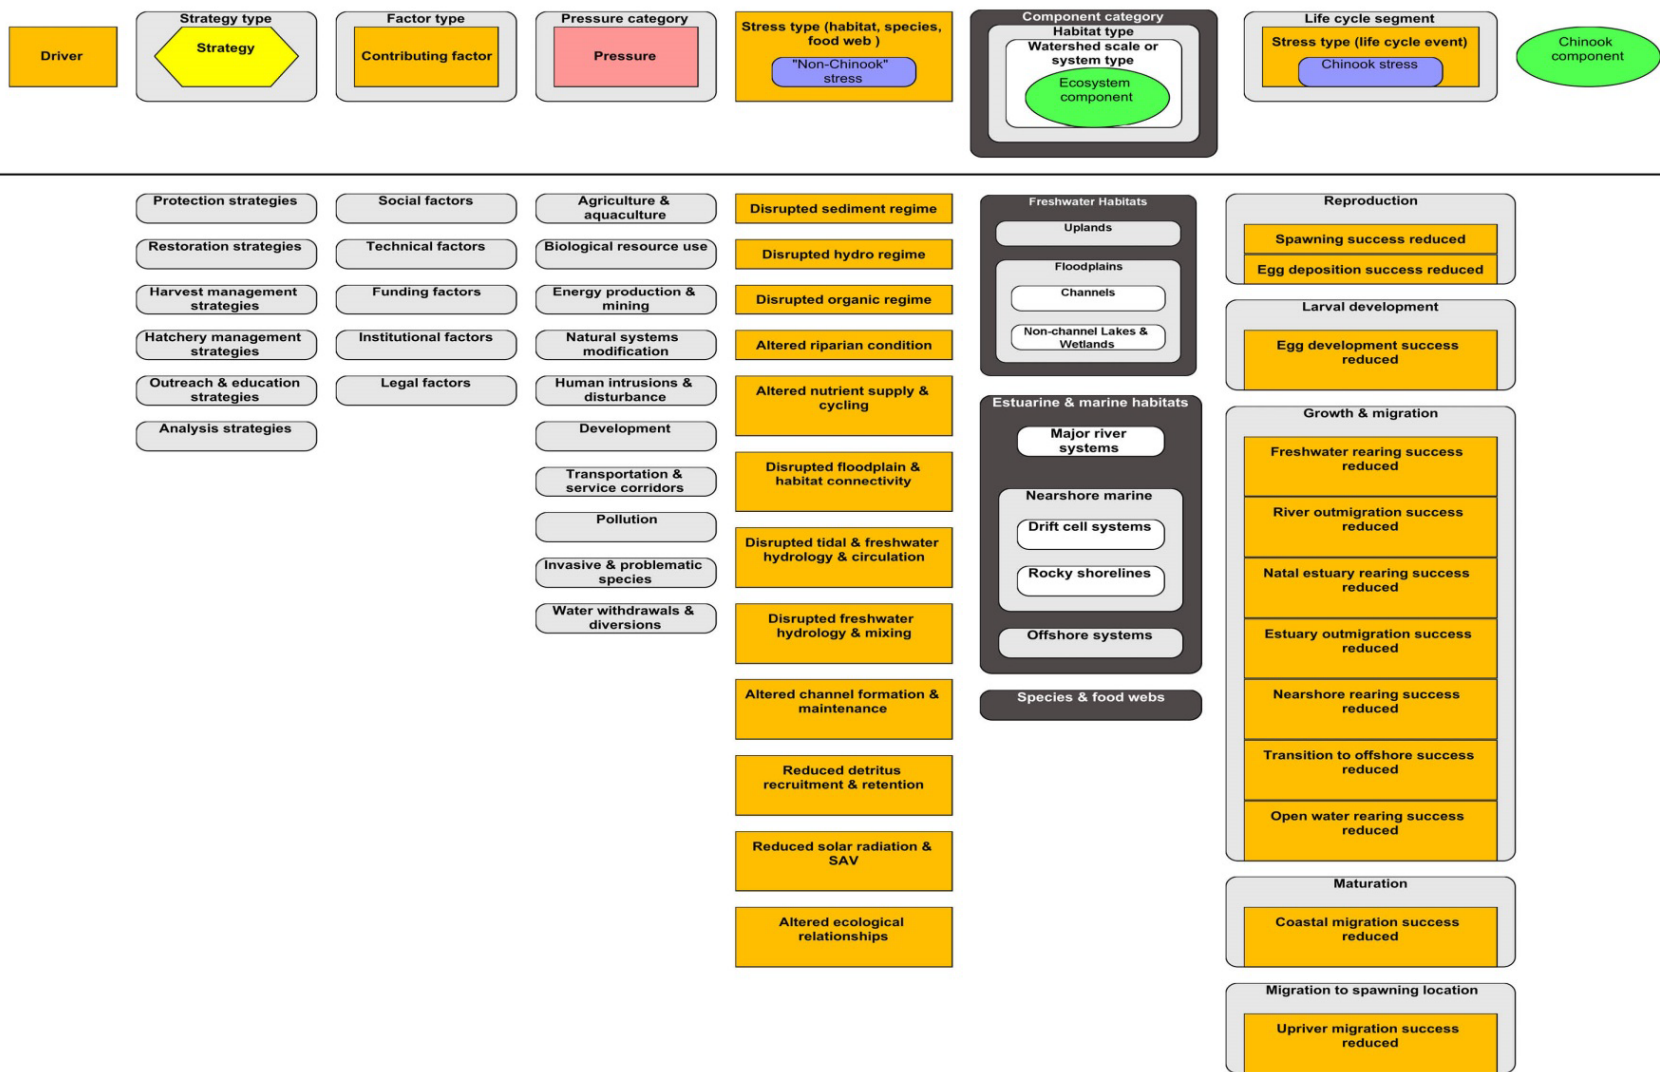 Driver
Strategy type
Strategy
Factor type
Contributing factor
Pressure category
Pressure
Stress type (habitat, species,
food web )
"Non-Chinook"
stress
Component category
Habitat type
Watershed scale or
system type
Ecosystem
component
Life cycle segment
Stress type (life cycle event)
Chinook stress
Chinook
component
Protection strategies
Restoration strategies
Harvest management
strategies
Hatchery management
strategies
Outreach & education
strategies
Analysis strategies
Social factors
Technical factors
Funding factors
Institutional factors
Legal factors
Agriculture &
aquaculture
Biological resource use
Energy production &
mining
Natural systems
modification
Human intrusions &
disturbance
Development
Transportation &
service corridors
Pollution
Invasive & problematic
species
Water withdrawals &
diversions
Disrupted sediment regime
Disrupted hydro regime
Disrupted organic regime
Altered riparian condition
Altered nutrient supply &
cycling
Disrupted floodplain &
habitat connectivity
Disrupted tidal & freshwater
hydrology & circulation
Disrupted freshwater
hydrology & mixing
Altered channel formation &
maintenance
Reduced detritus
recruitment & retention
Reduced solar radiation &
SAV
Altered ecological
relationships
Freshwater Habitats
Uplands
Floodplains
Channels
Non-channel Lakes &
Wetlands
Estuarine & marine habitats
Major river
systems
Nearshore marine
Drift cell systems
Rocky shorelines
Offshore systems
Species & food webs
Reproduction
Spawning success reduced
Egg deposition success reduced
Larval development
Egg development success
reduced
Growth & migration
Freshwater rearing success
reduced
River outmigration success
reduced
Natal estuary rearing success
reduced
Estuary outmigration success
reduced
Nearshore rearing success
reduced
Transition to offshore success
reduced
Open water rearing success
reduced
Maturation
Coastal migration success
reduced
Migration to spawning location
Upriver migration success
reduced